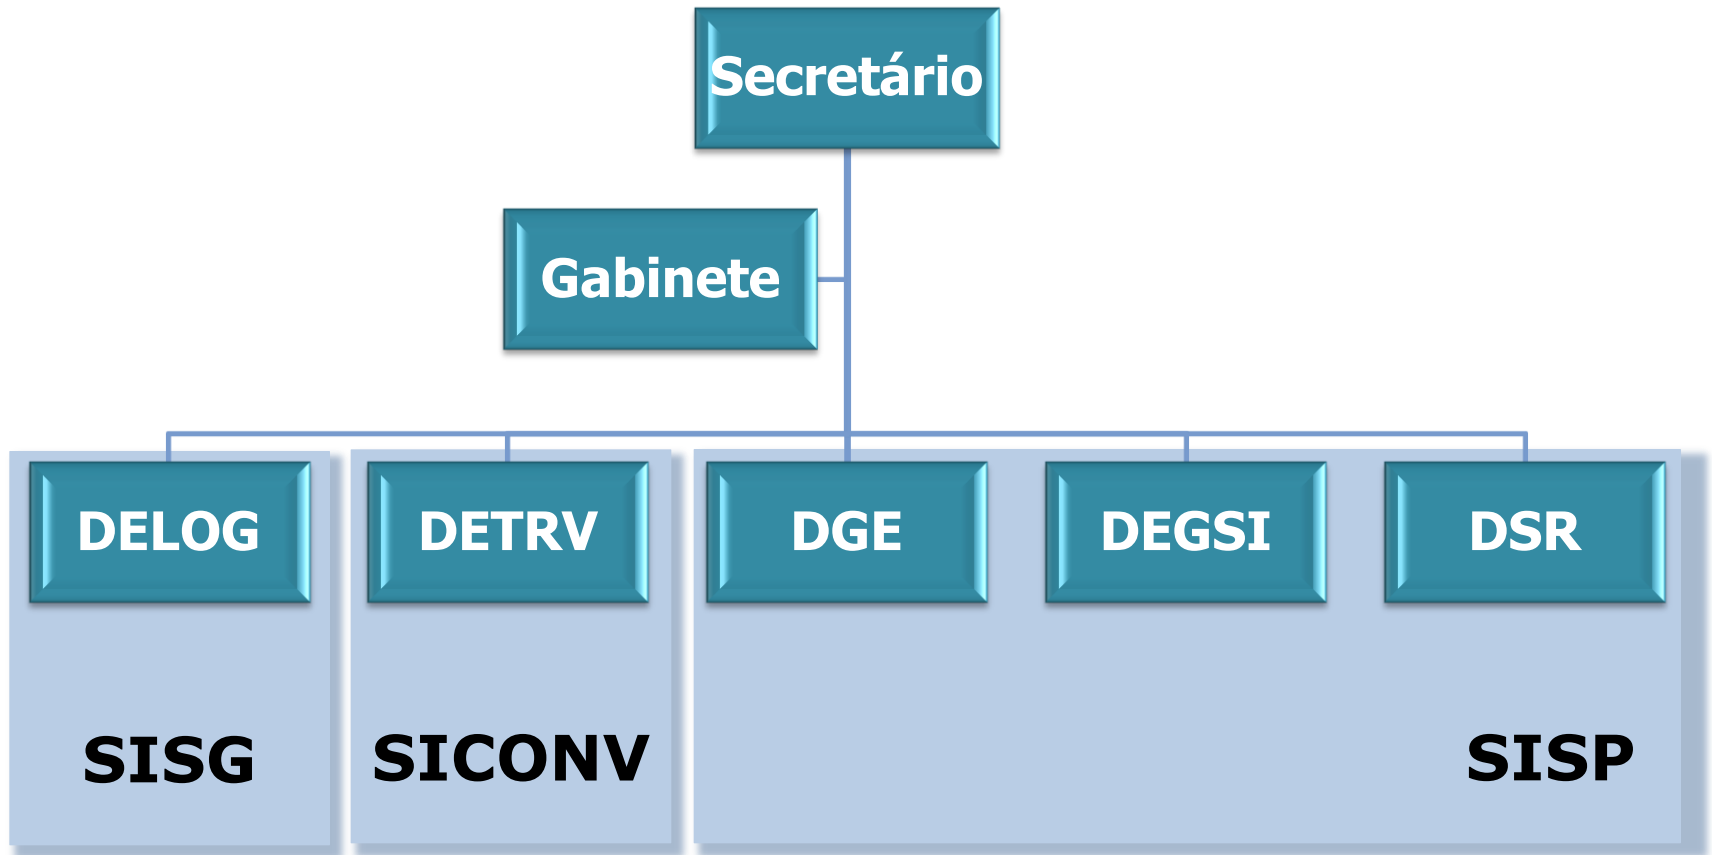 Secretário
Gabinete
DELOG
DETRV
DGE
DEGSI
DSR
SISG
SICONV
SISP